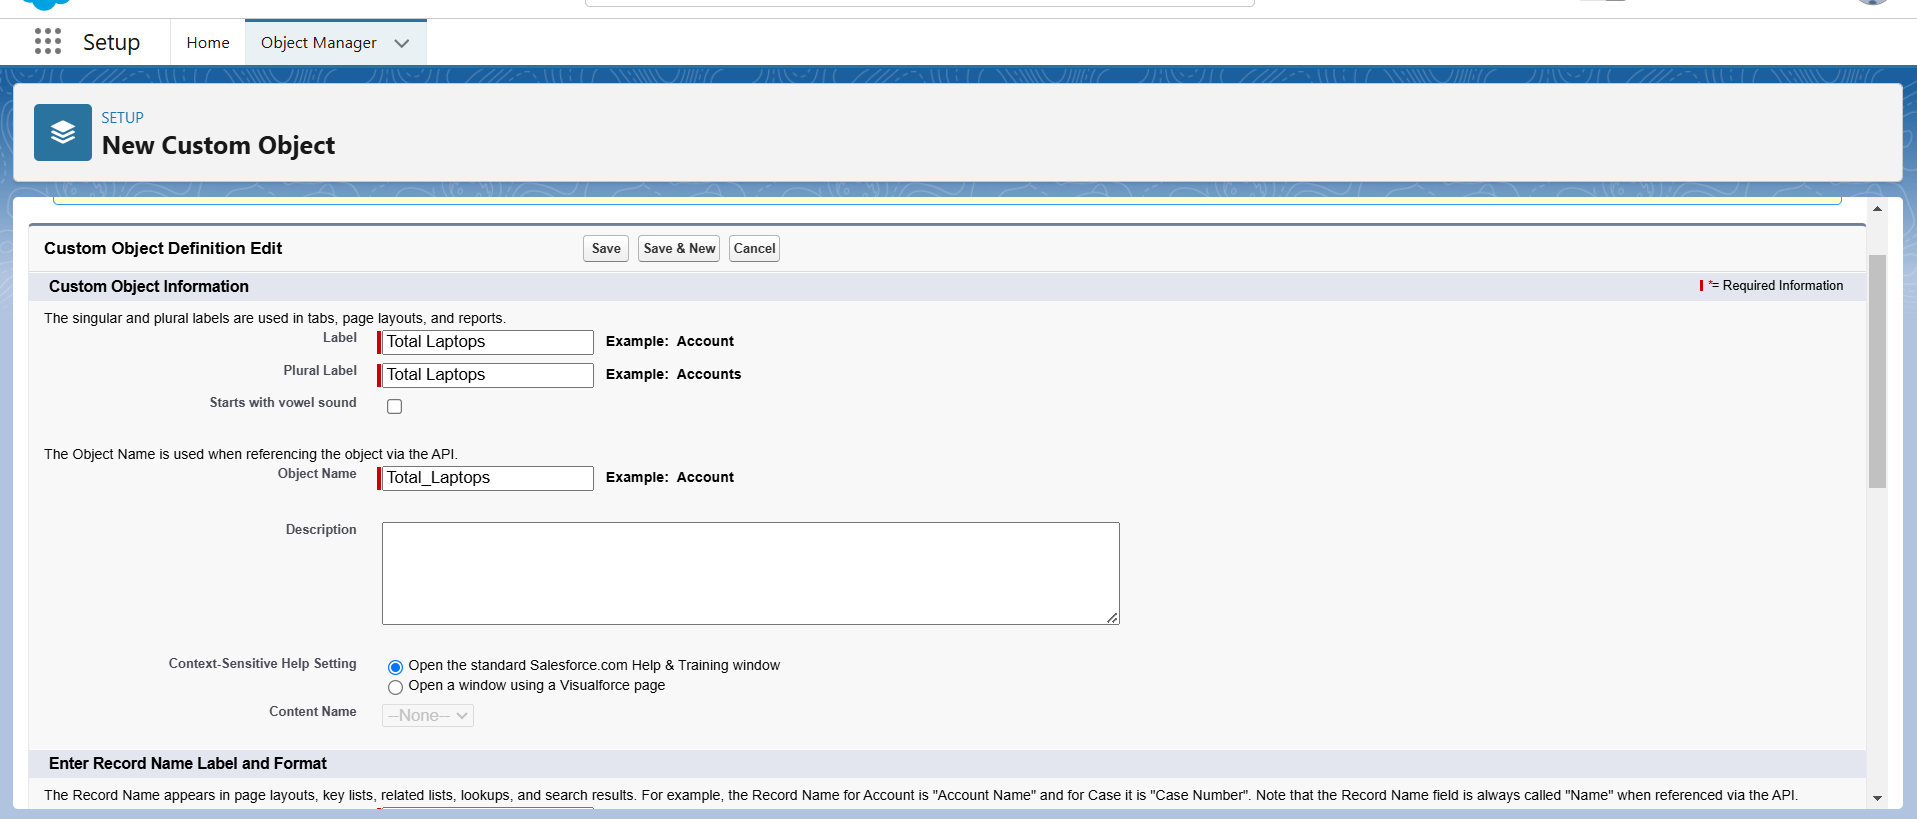 Setup
Home
Object Manager
SETUP
New Custom Object
Custom Object Definition Edit
Save
Save & New
Cancel
Custom Object Information
*= Required Information
The singular and plural labels are used in tabs, page layouts, and reports.
Label
Total Laptops
Example: Account
Plural Label
Total Laptops
Example: Accounts
Starts with vowel sound
The Object Name is used when referencing the object via the API.
Object Name
Total_Laptops
Example: Account
Description
Context-Sensitive Help Setting
Open the standard Salesforce.com Help & Training window
Open a window using a Visualforce page
Content Name
--None--
Enter Record Name Label and Format
The Record Name appears in page layouts, key lists, related lists, lookups, and search results. For example, the Record Name for Account is "Account Name" and for Case it is "Case Number". Note that the Record Name field is always called "Name" when referenced via the API.